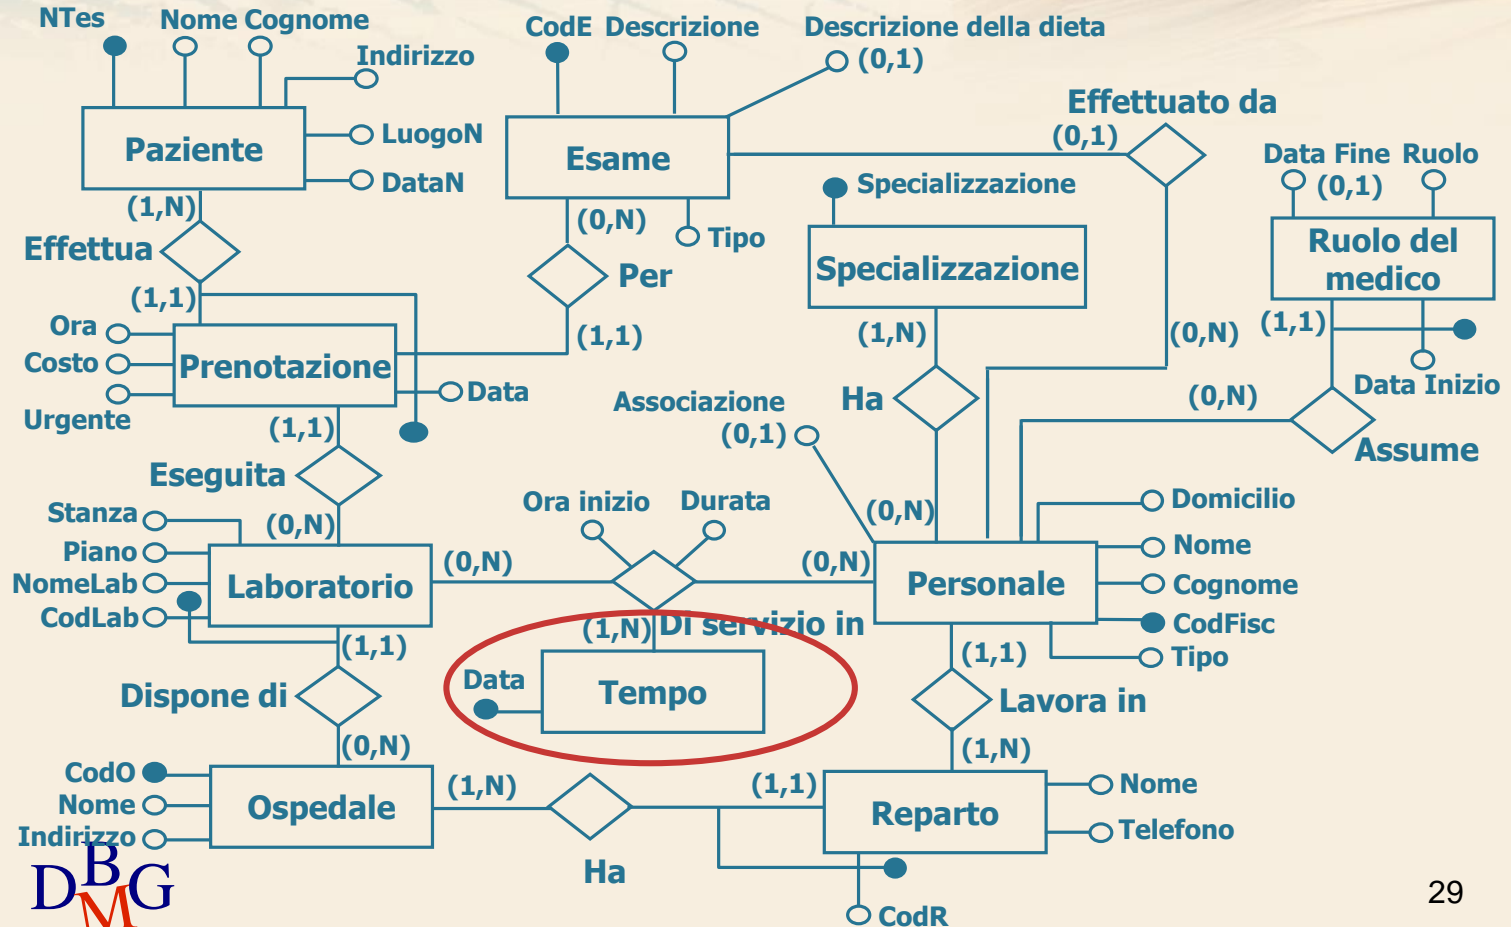 NTes Nome Cognome
Indirizzo
Paziente
LuogoN
DataN
(1,N)
Effettua
(1,1)
CodE Descrizione
Descrizione della dieta
(0,1)
Esame
(0,N)
Tipo
Per
(1,1)
Effettuato da
(0,1)
(0,N)
Specializzazione
Specializzazione
(1,N)
Ha
(0,N)
Data Fine Ruolo
(0,1)
Ruolo del
medico
(1,1)
Data Inizio
(0,N)
Assume
Ora
Costo
Urgente
Prenotazione
Data
(1,1)
Eseguita
(0,N)
Associazione
(0,1)
Stanza
Piano
NomeLab
CodLab
Laboratorio
(0,N)
Ora inizio
Durata
(0,N)
Di servizio in
(1,N)
Data
Tempo
Personale
Domicilio
Nome
Cognome
CodFisc
Tipo
(1,1)
Dispone di
(0,N)
(1,1)
Lavora in
(1,N)
CodO
Nome
Indirizzo
Ospedale
(1,N)
Ha
(1,1)
Reparto
Nome
Telefono
CodR
DBMG
29